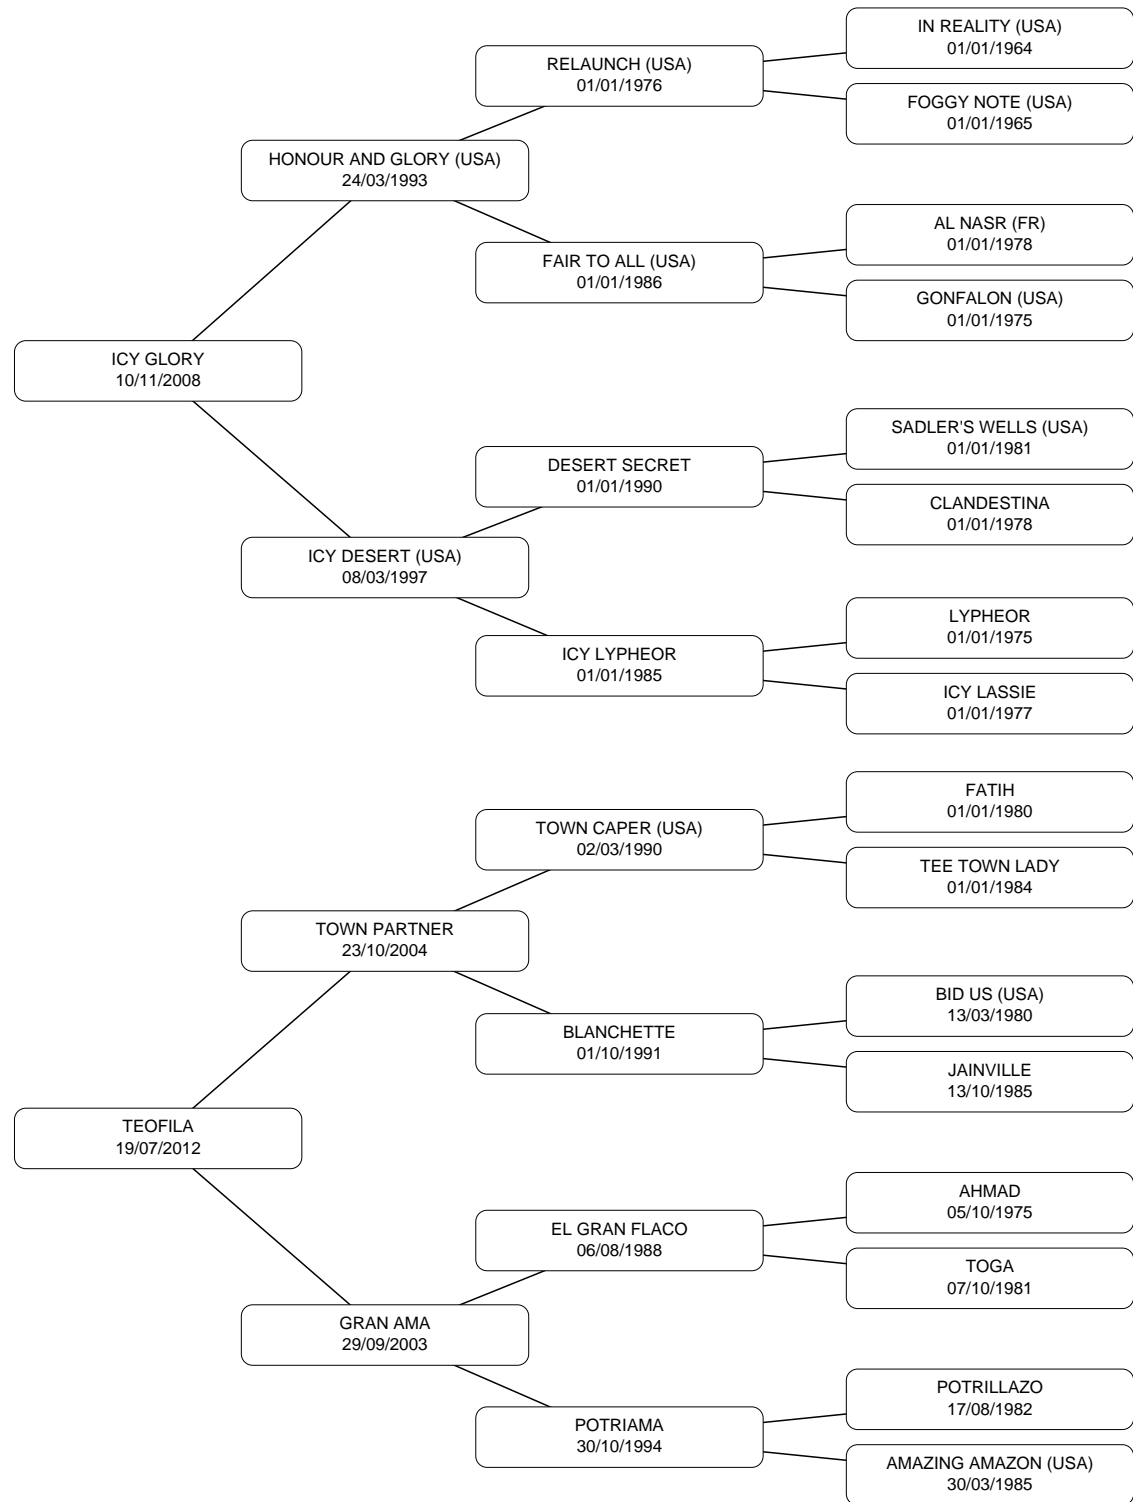 IN REALITY (USA)
01/01/1964
RELAUNCH (USA)
01/01/1976
FOGGY NOTE (USA)
01/01/1965
HONOUR AND GLORY (USA)
24/03/1993
AL NASR (FR)
01/01/1978
FAIR TO ALL (USA)
01/01/1986
GONFALON (USA)
01/01/1975
ICY GLORY
10/11/2008
SADLER'S WELLS (USA)
01/01/1981
DESERT SECRET
01/01/1990
CLANDESTINA
01/01/1978
ICY DESERT (USA)
08/03/1997
LYPHEOR
01/01/1975
ICY LYPHEOR
01/01/1985
ICY LASSIE
01/01/1977
FATIH
01/01/1980
TOWN CAPER (USA)
02/03/1990
TEE TOWN LADY
01/01/1984
TOWN PARTNER
23/10/2004
BID US (USA)
13/03/1980
BLANCHETTE
01/10/1991
JAINVILLE
13/10/1985
TEOFILA
19/07/2012
AHMAD
05/10/1975
EL GRAN FLACO
06/08/1988
TOGA
07/10/1981
GRAN AMA
29/09/2003
POTRILLAZO
17/08/1982
POTRIAMA
30/10/1994
AMAZING AMAZON (USA)
30/03/1985